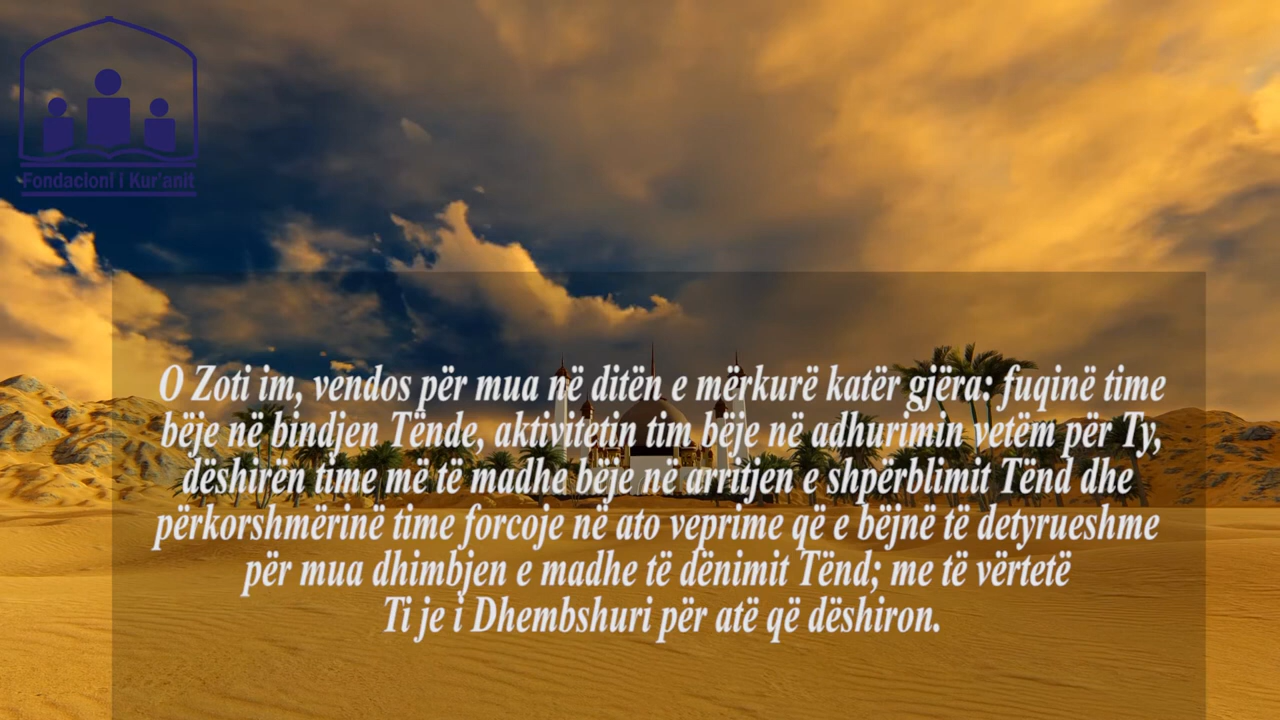 Fondacioni i Kur'anit
O Zoti im, vendos për mua në ditën e mërkurë katër gjëra: fuqinë time
bëje në bindjen Tënde, aktivitetin tim bëje në adhurimin vetëm për Ty,
dëshirën time më të madhe bëje në arritjen e shpërblimit Tënd dhe
përkorshmërinë time forcoje në ato veprime që e bëjnë të detyrueshme
për mua dhimbjen e madhe të dënimit Tënd; me të vërtetë
Ti je i Dhembshuri për atë që dëshiron.